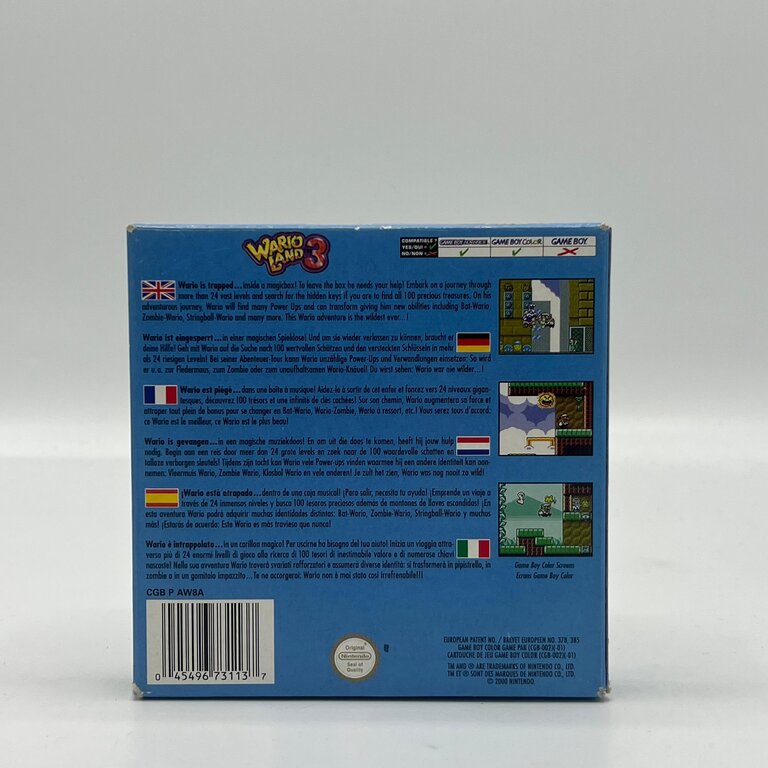 WARIO LAND 3
COMPATIBLE?
YES/OUI
NO/NON
GAME BOY ADVANCE
GAME BOY COLOR
GAME BOY
Wario is trapped...inside a magicbox! To leave the box he needs your help! Embark on a journey through
more than 24 vast levels and search for the hidden keys if you are to find all 100 precious treasures. On his
adventurous journey, Wario will find many Power Ups and can transform giving him new abilities including Bat-Wario,
Zombie-Wario, Stringball-Wario and many more. This Wario adventure is the wildest ever...!
Wario ist eingesperrt...in einer magischen Spieldose! Und um sie wieder verlassen zu können, braucht er
deine Hilfe! Geh mit Wario auf die Suche nach 100 wertvollen Schätzen und den versteckten Schlüsseln in mehr
als 24 riesigen Leveln! Bei seiner Abenteuer-Tour kann Wario unzählige Power-Ups und Verwandlungen einsetzen: So wird
er u.a. zur Fledermaus, zum Zombie oder zum unaufhaltsamen Wario-Knäuel! Du wirst sehen: Wario war nie wilder...!
Wario est piégé...dans une boîte à musique! Aidez-le à sortir de cet enfer et foncez vers 24 niveaux gigan-
tesques, découvrez 100 trésors et une infinité de clés cachées! Sur son chemin, Wario augmentera sa force et
attrapera tout plein de bonus pour se changer en Bat-Wario, Wario-Zombie, Wario à ressort, etc.! Vous serez tous d'accord:
ce Wario est le meilleur, ce Wario est le plus beau!
Wario is gevangen...in een magische muziekdoos! En om uit die doos te komen, heeft hij jouw hulp
nodig. Begin aan een reis door meer dan 24 grote levels en zoek naar de 100 waardevolle schatten en
talloze verborgen sleutels! Tijdens zijn tocht kan Wario vele Power-ups vinden waarmee hij een andere identiteit kan aan-
nemen: Vleermuis Wario, Zombie Wario, Klosbal Wario en vele anderen! Je zult het zien, Wario was nog nooit zo wild!
¡Wario está atrapado...dentro de una caja musical! ¡Para salir, necesita tu ayuda! ¡Emprende un viaje a
través de 24 inmensos niveles y busca 100 tesoros preciosos además de montones de llaves escondidas! ¡En
esta aventura Wario podrá adquirir muchas identidades distintas: Bat-Wario, Zombie-Wario, Stringball-Wario y muchas
más! ¡Estarás de acuerdo: Este Wario es más travieso que nunca!
Wario è intrappolato...in un carillon magico! Per uscirne ha bisogno del tuo aiuto! Inizia un viaggio attra-
verso più di 24 enormi livelli di gioco alla ricerca di 100 tesori di inestimabile valore e di numerose chiavi
nascoste! Nella sua avventura Wario troverà svariati rafforzatori e assumerà diverse identità: si trasformerà in pipistrello, in
zombie o in un gomitolo impazzito...Te ne accorgerai: Wario non è mai stato così irrefrenabile!!!
Game Boy Color Screens
Ecrans Game Boy Color
CGB P AW8A
0 45496 73113 7
Original
Nintendo
Seal of
Quality
EUROPEAN PATENT NO. / BREVET EUROPEEN NO. 378, 385
GAME BOY COLOR GAME PAK (CGB-002)(-01)
CARTOUCHE DE JEU GAME BOY COLOR (CGB-002)(-01)
TM AND ® ARE TRADEMARKS OF NINTENDO CO., LTD.
TM ET ® SONT DES MARQUES DE NINTENDO CO., LTD.
© 2000 NINTENDO.